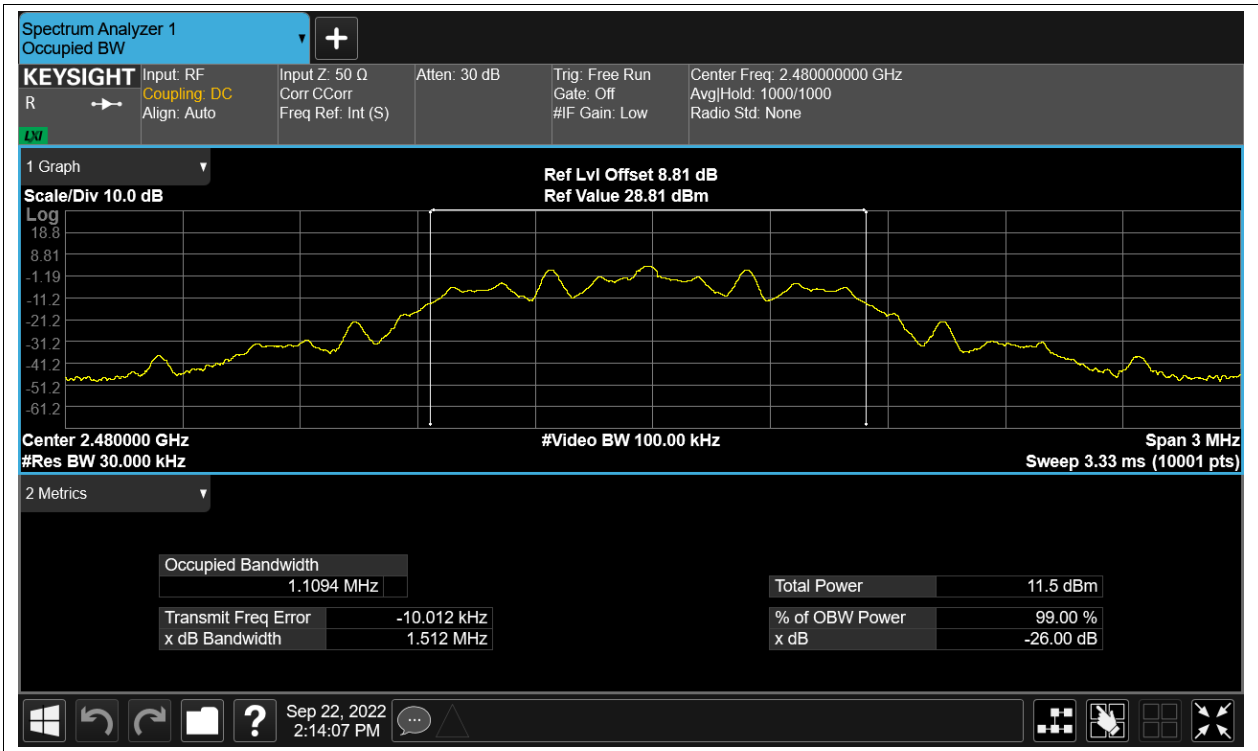 Spectrum Analyzer 1
Occupied BW
KEYSIGHT
R
LXI
Input: RF
Coupling: DC
Align: Auto
Input Z: 50 Ω
Corr CCorr
Freq Ref: Int (S)
Atten: 30 dB
Trig: Free Run
Gate: Off
#IF Gain: Low
Center Freq: 2.480000000 GHz
Avg|Hold: 1000/1000
Radio Std: None
1 Graph
Scale/Div 10.0 dB
Ref Lvl Offset 8.81 dB
Ref Value 28.81 dBm
Log
18.8
8.81
-1.19
-11.2
-21.2
-31.2
-41.2
-51.2
-61.2
Center 2.480000 GHz
#Res BW 30.000 kHz
#Video BW 100.00 kHz
Span 3 MHz
Sweep 3.33 ms (10001 pts)
2 Metrics
Occupied Bandwidth
1.1094 MHz
Transmit Freq Error -10.012 kHz
x dB Bandwidth 1.512 MHz
Total Power 11.5 dBm
% of OBW Power 99.00 %
x dB -26.00 dB
?
Sep 22, 2022
2:14:07 PM